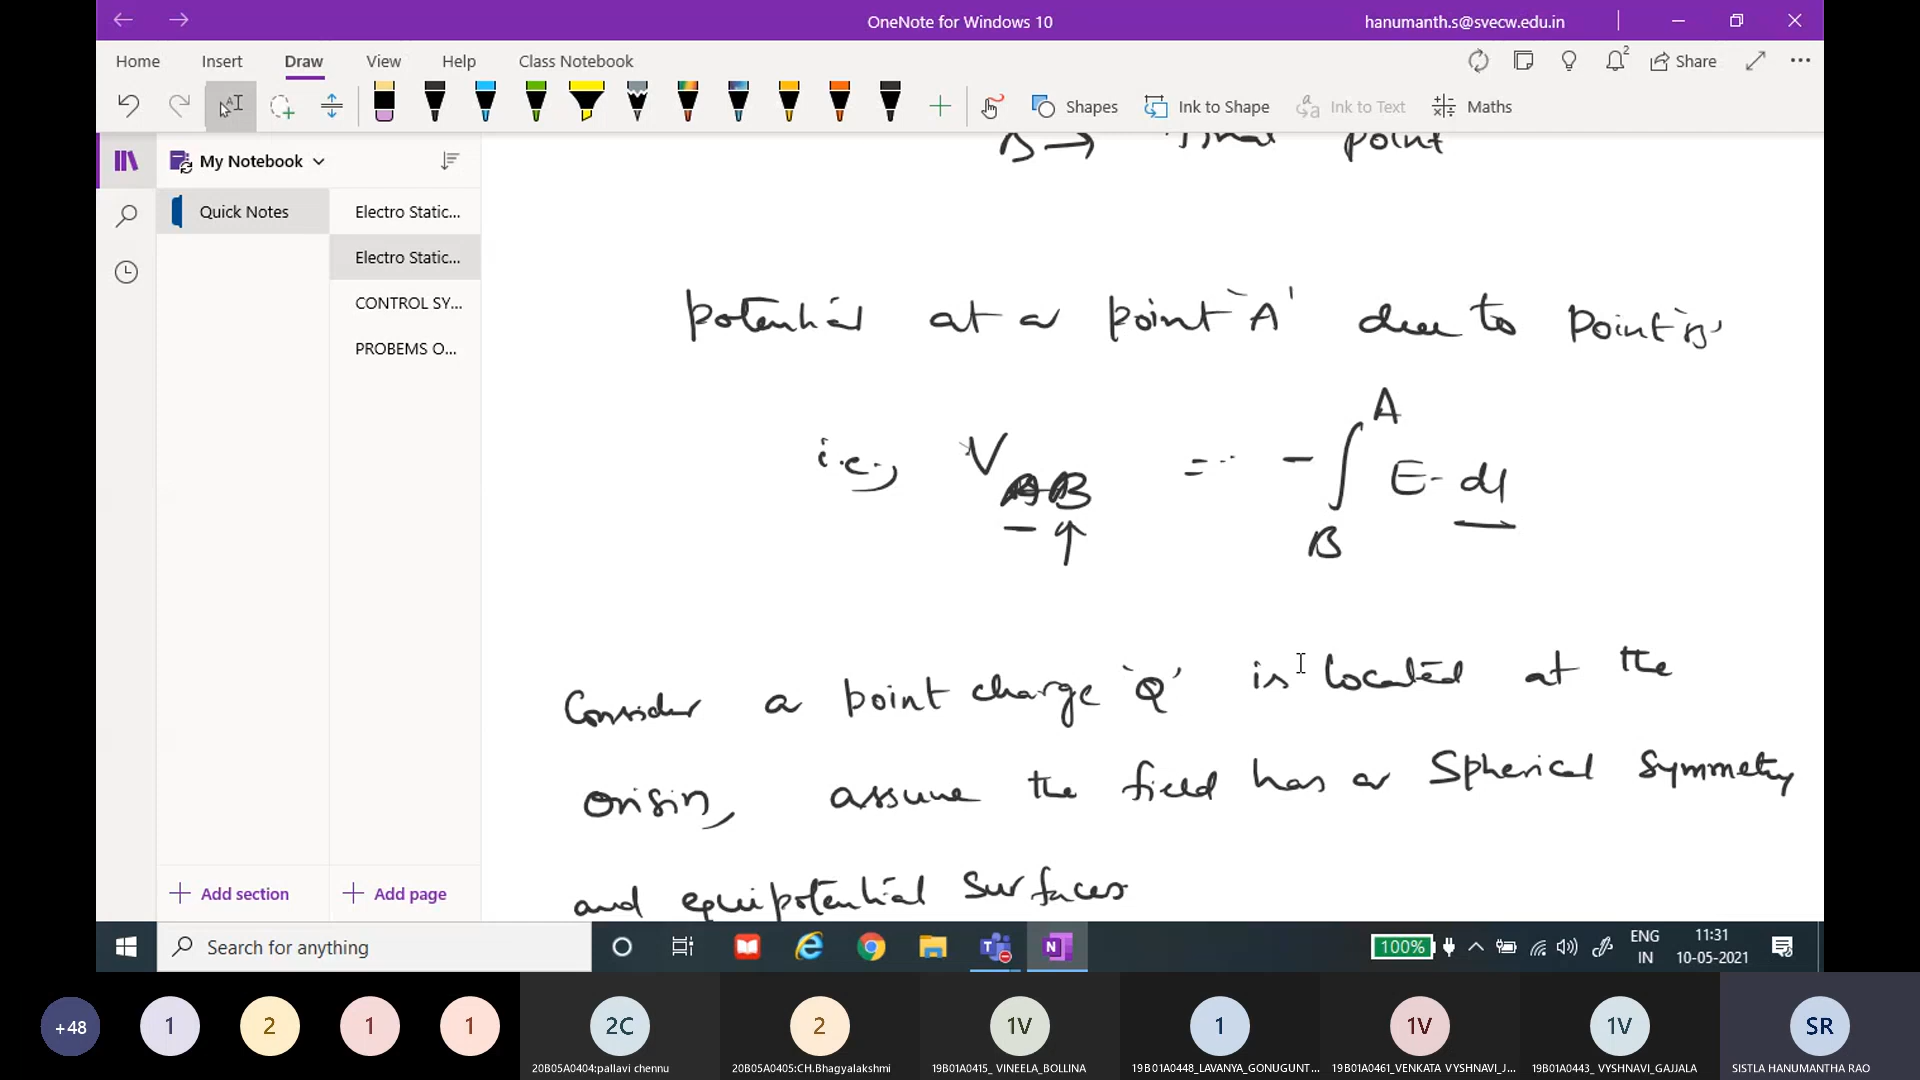 OneNote for Windows 10
hanumanth.s@svecw.edu.in
Home Insert Draw View Help Class Notebook
2
Share
Shapes Ink to Shape Ink to Text Maths
My Notebook
Quick Notes
Electro Static...
Electro Static...
CONTROL SY...
PROBEMS O...
B → final point
potential at a point 'A' due to point 'B'
i.e., V_AB = - ∫_B^A E. dl
Consider a point charge 'Q' is located at the
origin, assume the field has a Spherical Symmetry
and equipotential Surfaces
Add section
Add page
Search for anything
100%
ENG
IN
11:31
10-05-2021
+48
1
2
1
1
2C
2
1V
1
1V
1V
SR
20B05A0404:pallavi chennu
20B05A0405:CH.Bhagyalakshmi
19B01A0415_ VINEELA_BOLLINA
19B01A0448_LAVANYA_GONUGUNT...
19B01A0461_VENKATA VYSHNAVI_J...
19B01A0443_ VYSHNAVI_GAJJALA
SISTLA HANUMANTHA RAO